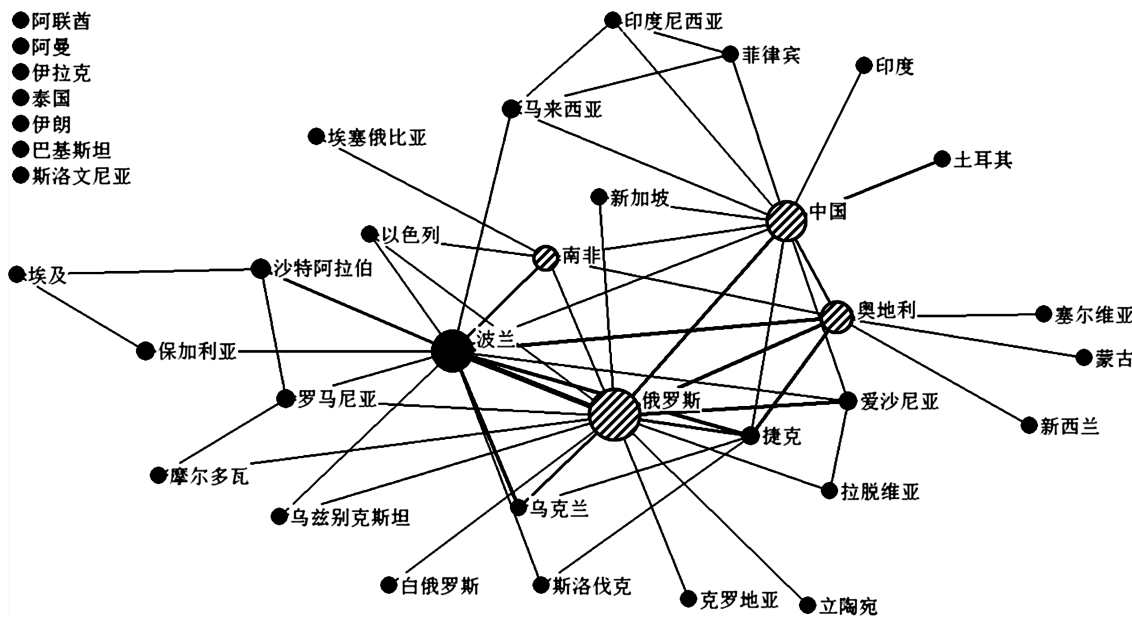 阿联酋
阿曼
伊拉克
泰国
伊朗
巴基斯坦
斯洛文尼亚
印度尼西亚
菲律宾
印度
马来西亚
埃塞俄比亚
土耳其
新加坡
中国
以色列
南非
沙特阿拉伯
埃及
奥地利
塞尔维亚
波兰
保加利亚
蒙古
罗马尼亚
俄罗斯
爱沙尼亚
新西兰
捷克
摩尔多瓦
拉脱维亚
乌兹别克斯坦
乌克兰
白俄罗斯
斯洛伐克
克罗地亚
立陶宛